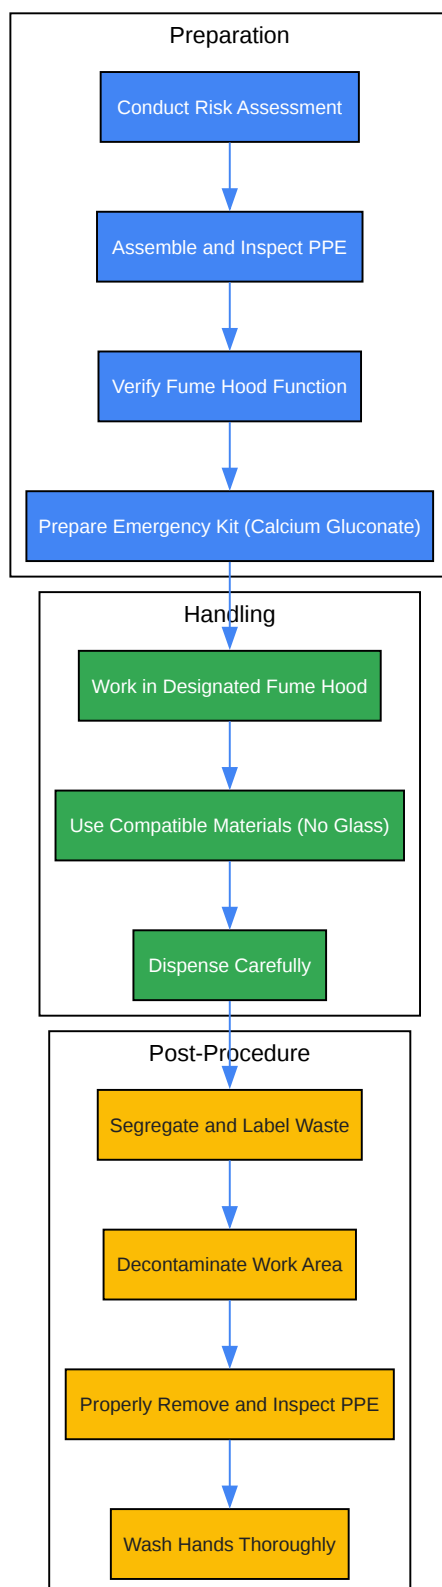 Preparation
Conduct Risk Assessment
Assemble and Inspect PPE
Verify Fume Hood Function
Prepare Emergency Kit (Calcium Gluconate)
Handling
Work in Designated Fume Hood
Use Compatible Materials (No Glass)
Dispense Carefully
Post-Procedure
Segregate and Label Waste
Decontaminate Work Area
Properly Remove and Inspect PPE
Wash Hands Thoroughly